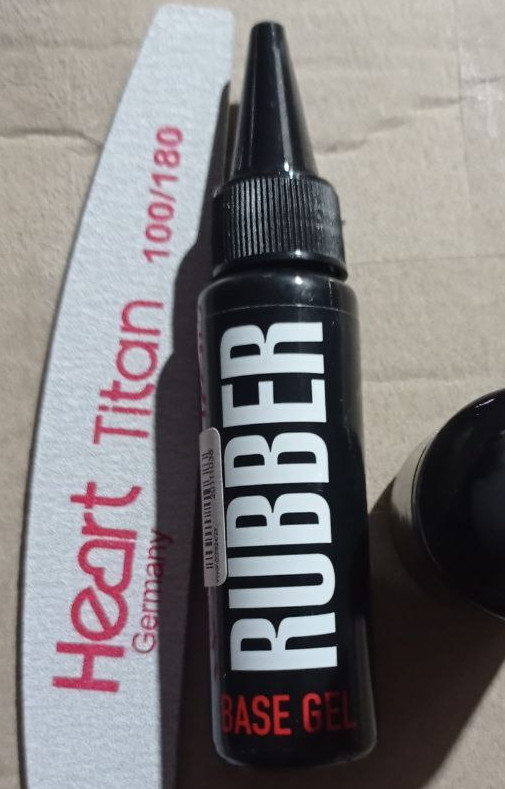 Heart Titan 100/180
Germany
RUBBER
BASE GEL